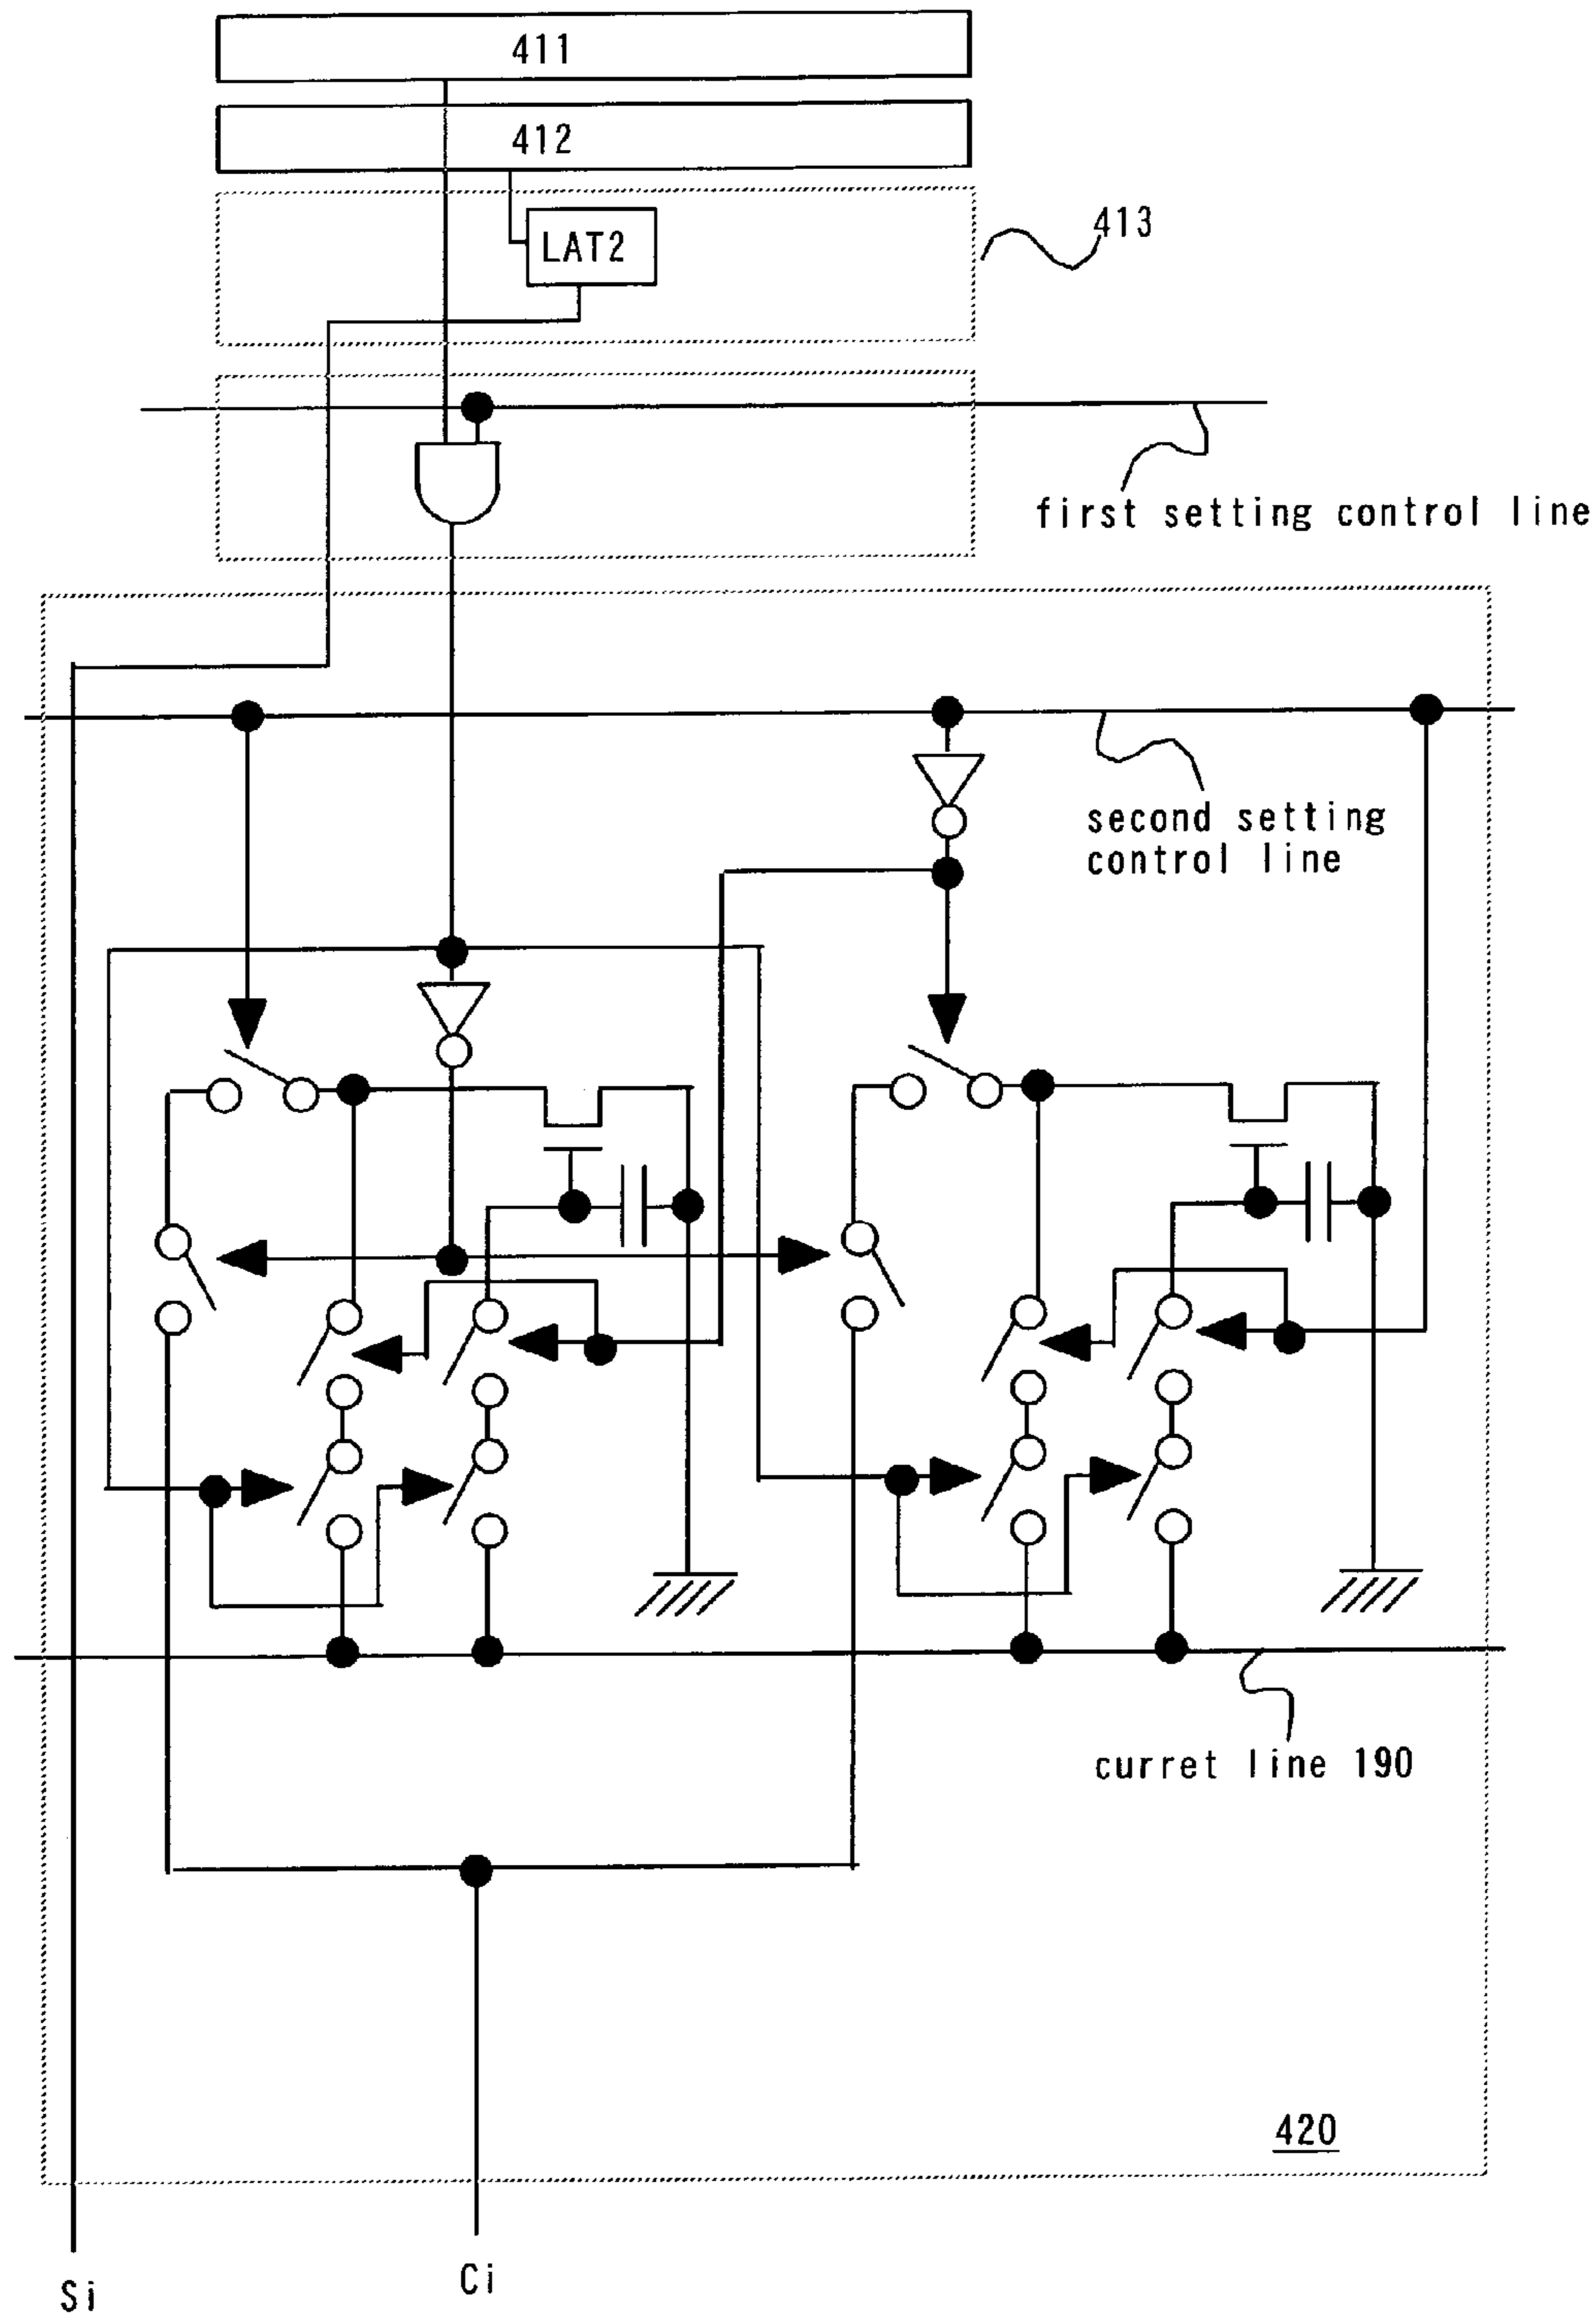 411
412
LAT2
413
first setting control line
second setting
control line
curret line 190
420
Ci
Si